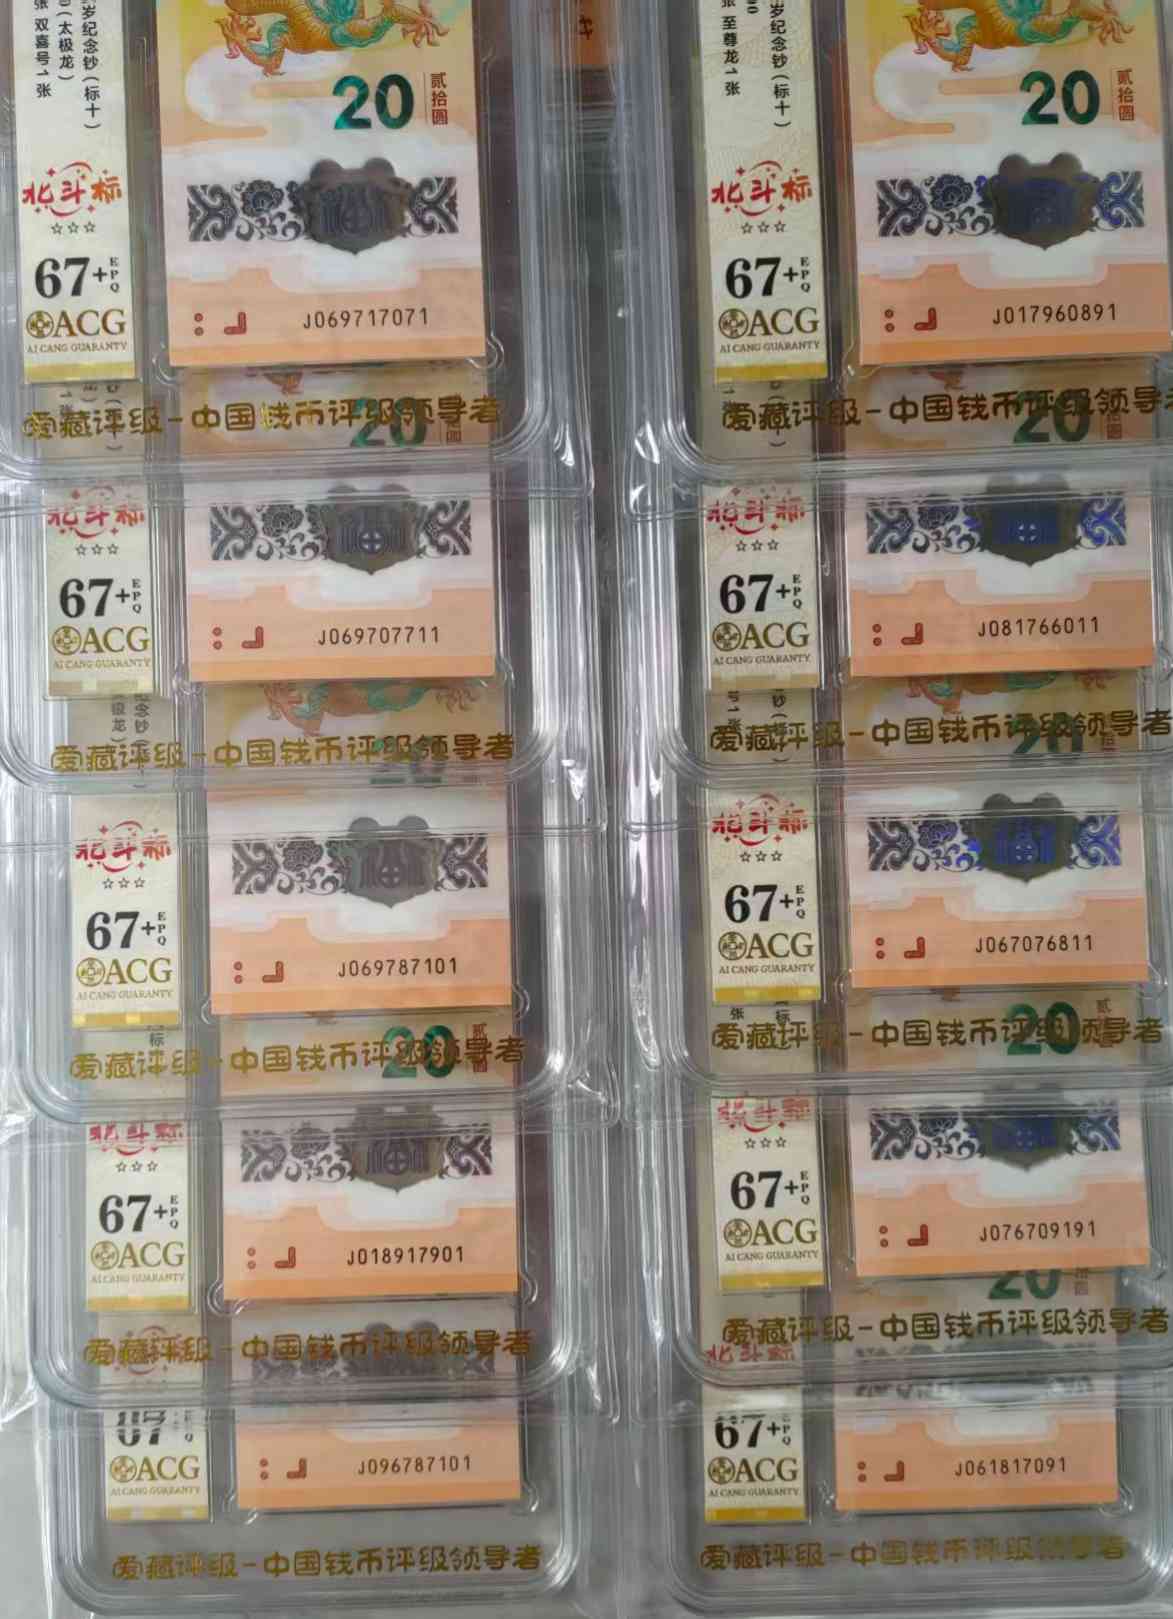 岁纪念钞(标十)
(太极龙)
张 双喜号1张
20
贰拾圆
北斗标
☆☆☆
67+
EPQ
ACG
AI CANG GUARANTY
J069717071
爱藏评级-中国钱币评级领导者
北斗标
☆☆☆
67+
EPQ
ACG
AI CANG GUARANTY
J069707711
爱藏评级-中国钱币评级领导者
北斗标
☆☆☆
67+
EPQ
ACG
AI CANG GUARANTY
J069787101
20
爱藏评级-中国钱币评级领导者
北斗标
☆☆☆
67+
EPQ
ACG
AI CANG GUARANTY
J018917901
爱藏评级-中国钱币评级领导者
ACG
AI CANG GUARANTY
J096787101
爱藏评级-中国钱币评级领导者
岁纪念钞(标十)
张 至尊龙1张
20
贰拾圆
北斗标
☆☆☆
67+
EPQ
ACG
AI CANG GUARANTY
J017960891
20
爱藏评级-中国钱币评级领导者
北斗标
☆☆☆
67+
EPQ
ACG
AI CANG GUARANTY
J081766011
20
爱藏评级-中国钱币评级领导者
北斗标
☆☆☆
67+
EPQ
ACG
AI CANG GUARANTY
J067076811
20
爱藏评级-中国钱币评级领导者
北斗标
☆☆☆
67+
EPQ
ACG
AI CANG GUARANTY
J076709191
20
爱藏评级-中国钱币评级领导者
北斗标
67+
ACG
AI CANG GUARANTY
J061817091
爱藏评级-中国钱币评级领导者